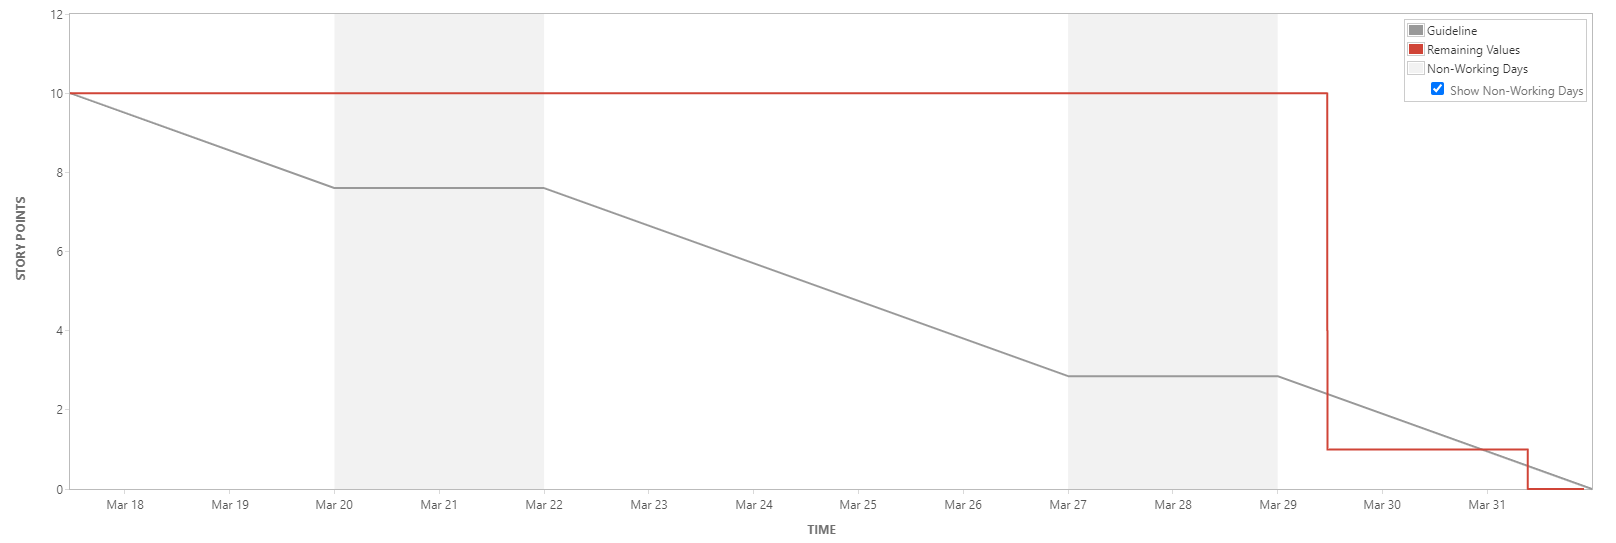 12
10
8
6
4
2
0
STORY POINTS
Guideline
Remaining Values
Non-Working Days
Show Non-Working Days
Mar 18 Mar 19 Mar 20 Mar 21 Mar 22 Mar 23 Mar 24 Mar 25 Mar 26 Mar 27 Mar 28 Mar 29 Mar 30 Mar 31
TIME